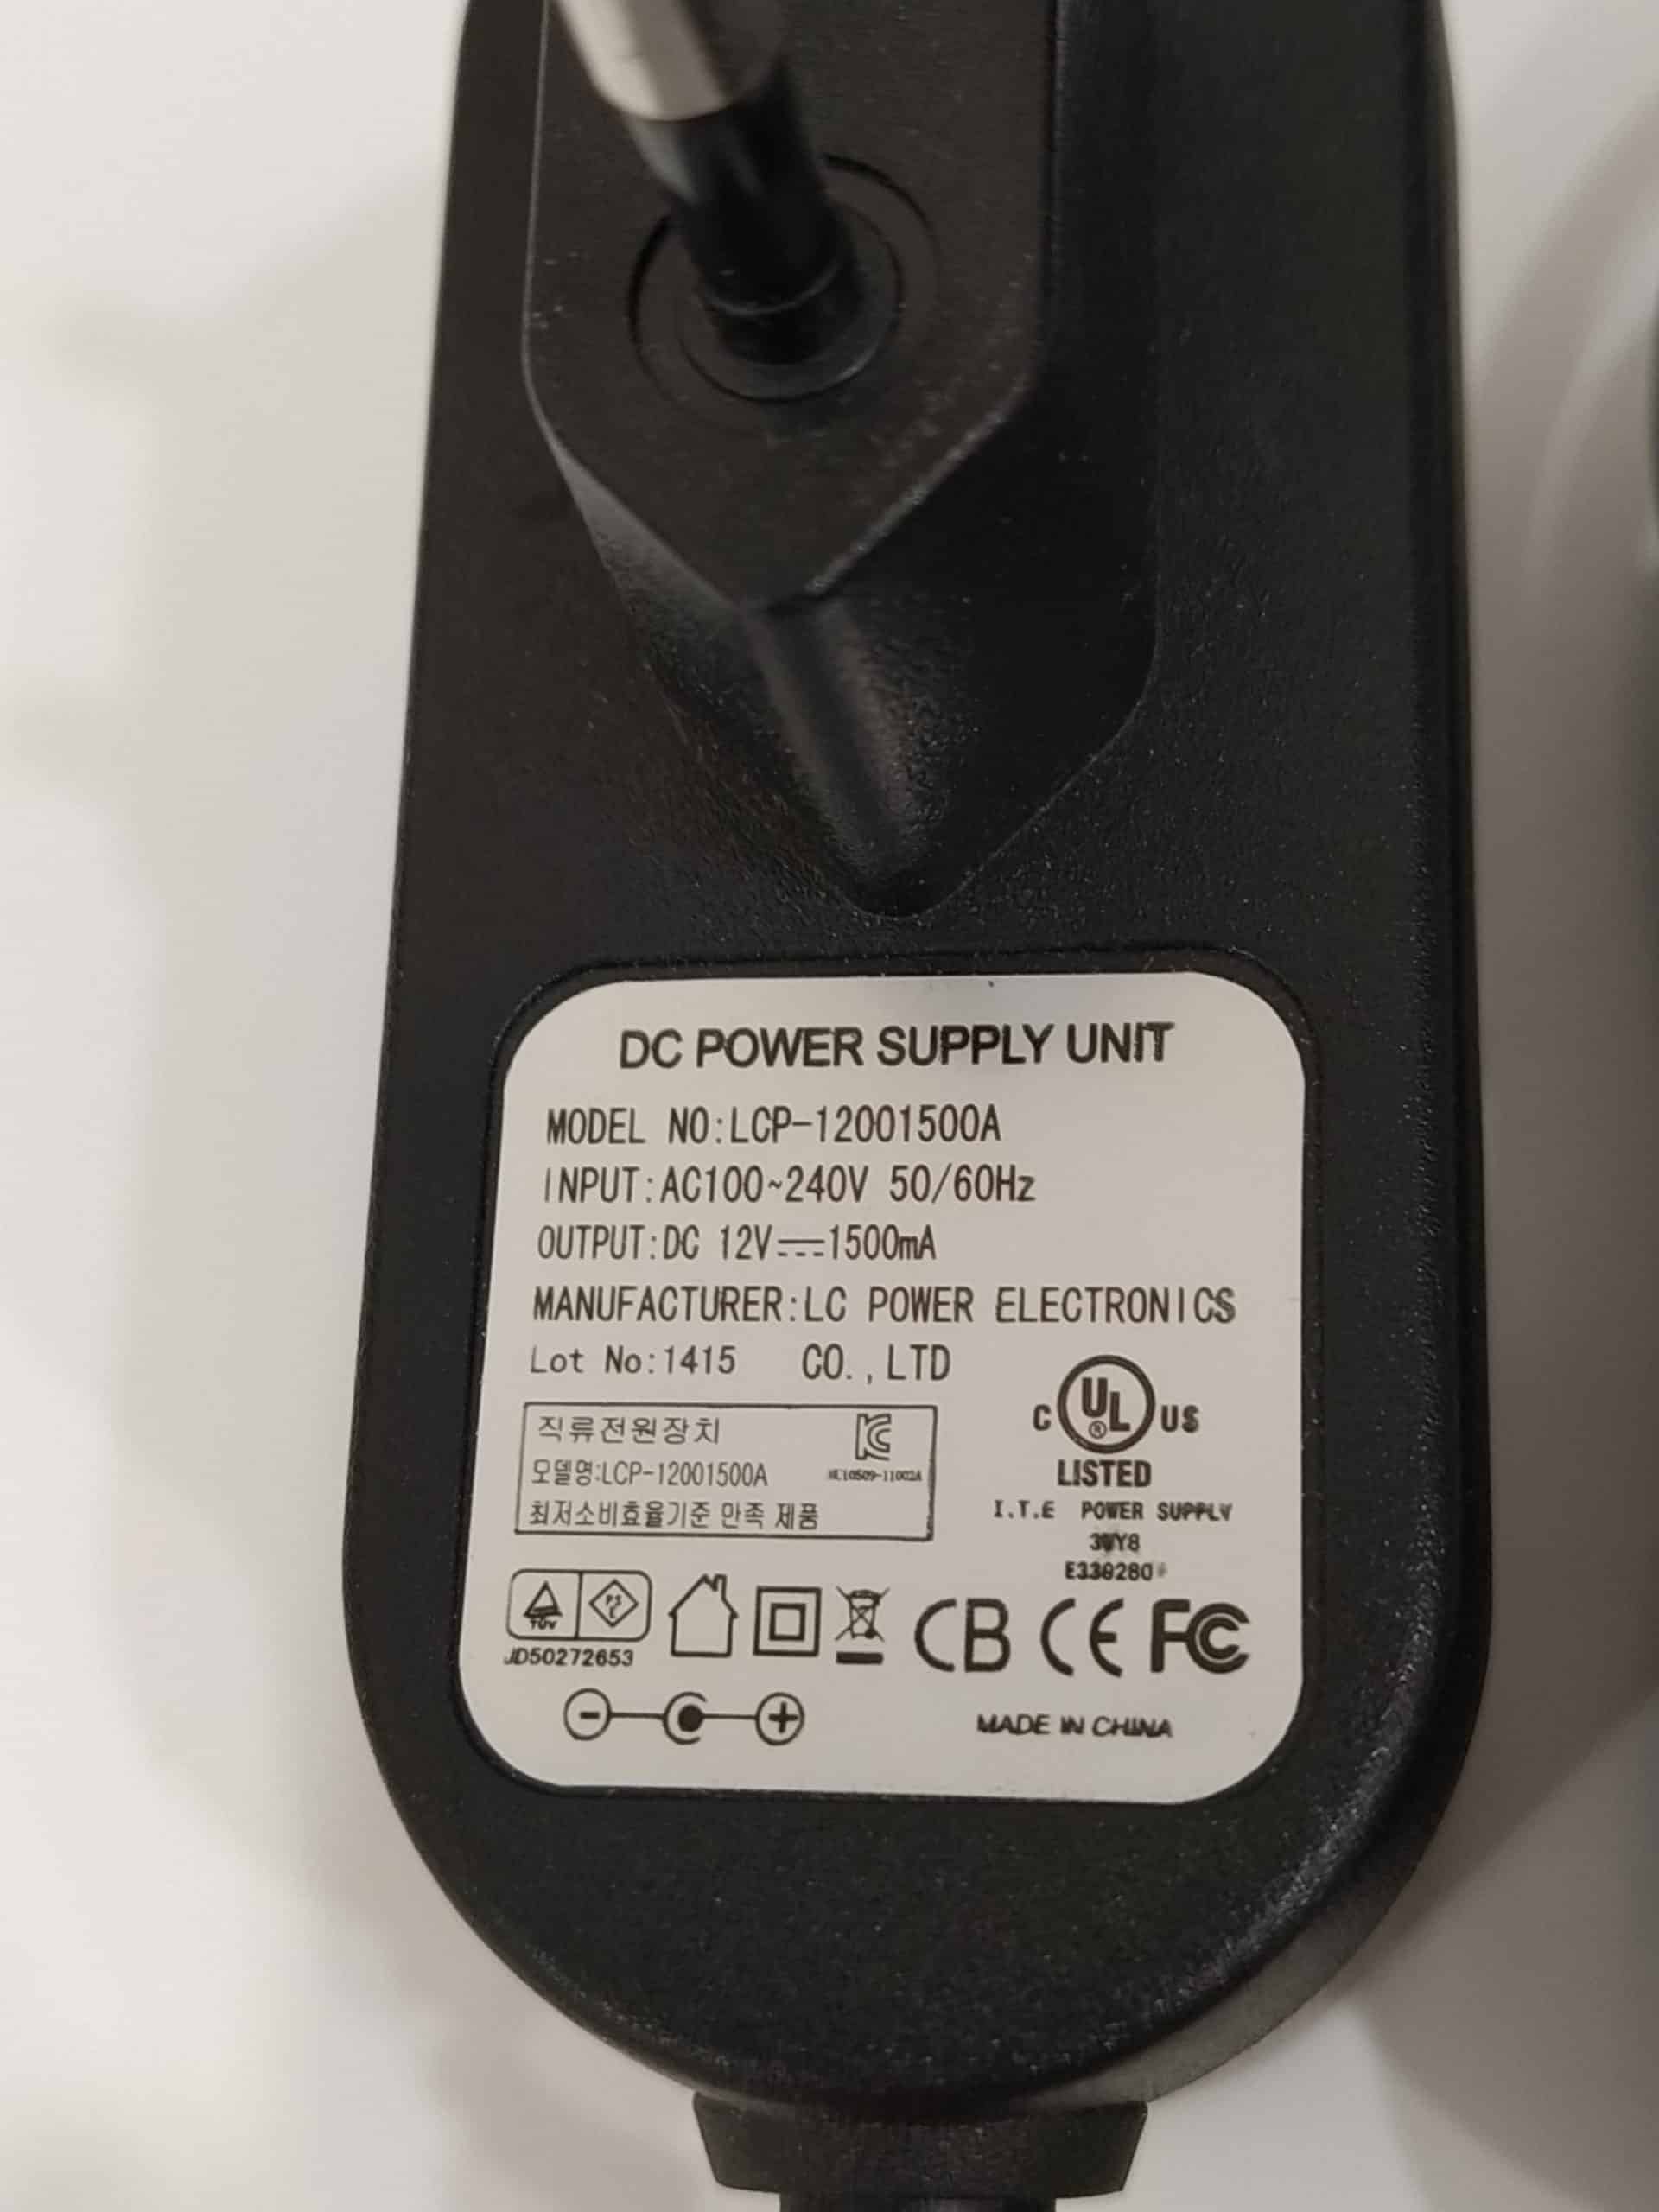 DC POWER SUPPLY UNIT
MODEL NO:LCP-12001500A
INPUT:AC100~240V 50/60Hz
OUTPUT:DC 12V⎓1500mA
MANUFACTURER:LC POWER ELECTRONICS
Lot No:1415 CO.,LTD
직류전원장치
모델명:LCP-12001500A
최저소비효율기준 만족 제품
C UL US
LISTED
I.T.E POWER SUPPLY
E339280
TÜV PS E
JD50272653
CB CE FC
MADE IN CHINA